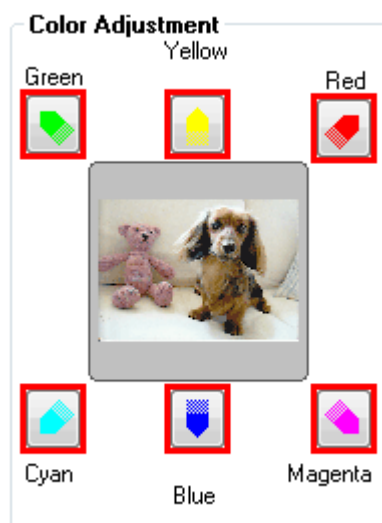 Color Adjustment
Yellow
Green
Red
Cyan
Magenta
Blue